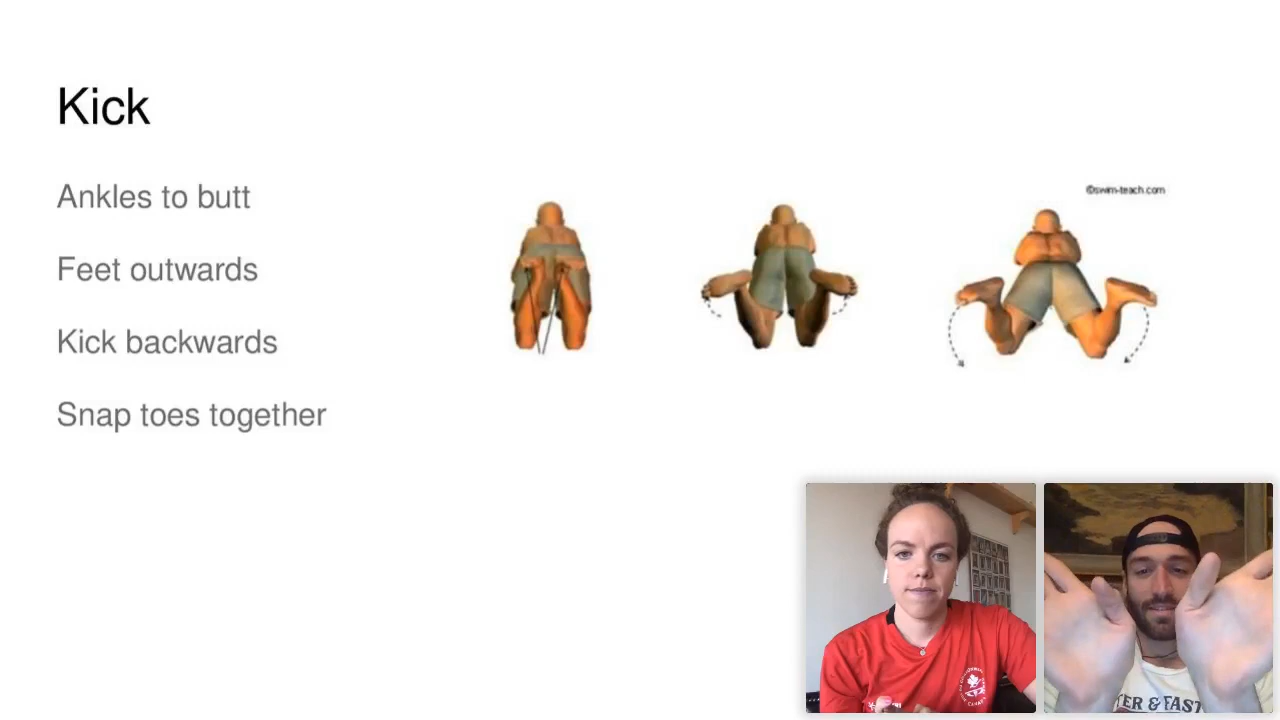 Kick
Ankles to butt
Feet outwards
Kick backwards
Snap toes together
©swim-teach.com
TER & FAST